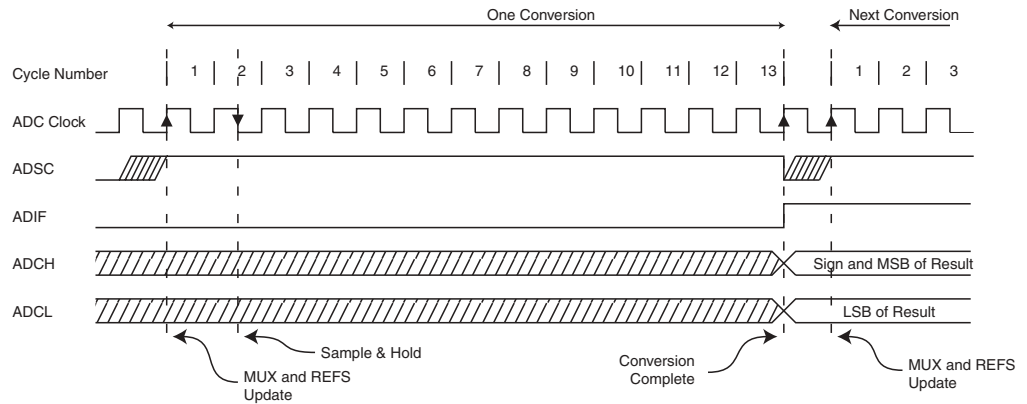 One Conversion
Next Conversion
Cycle Number 1 2 3 4 5 6 7 8 9 10 11 12 13 1 2 3
ADC Clock
ADSC
ADIF
ADCH
Sign and MSB of Result
ADCL
LSB of Result
Sample & Hold
MUX and REFS
Update
Conversion
Complete
MUX and REFS
Update